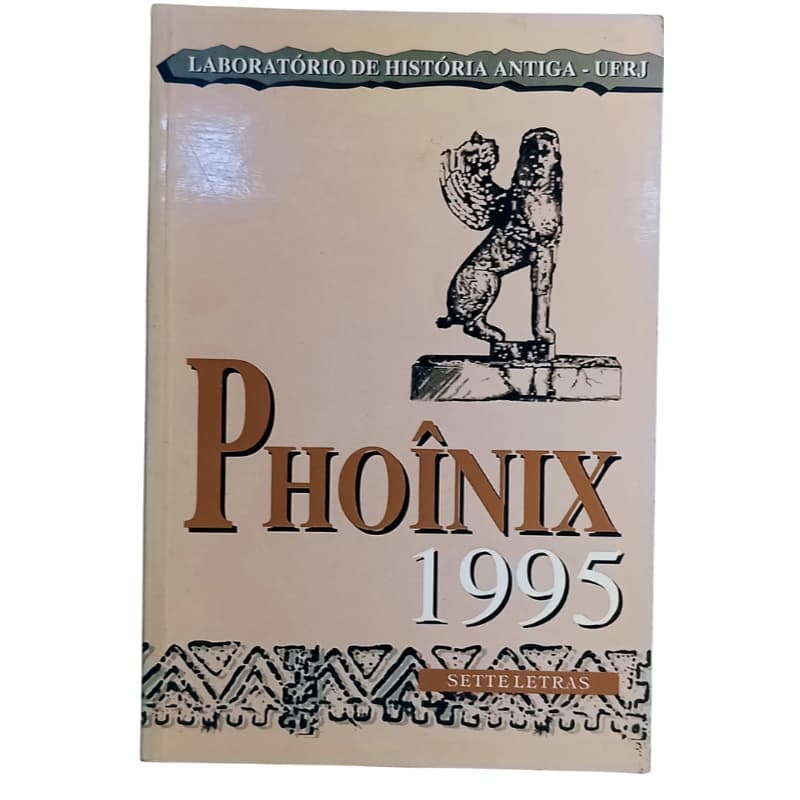 LABORATÓRIO DE HISTÓRIA ANTIGA - UFRJ
PHOÎNIX
1995
SETTE LETRAS